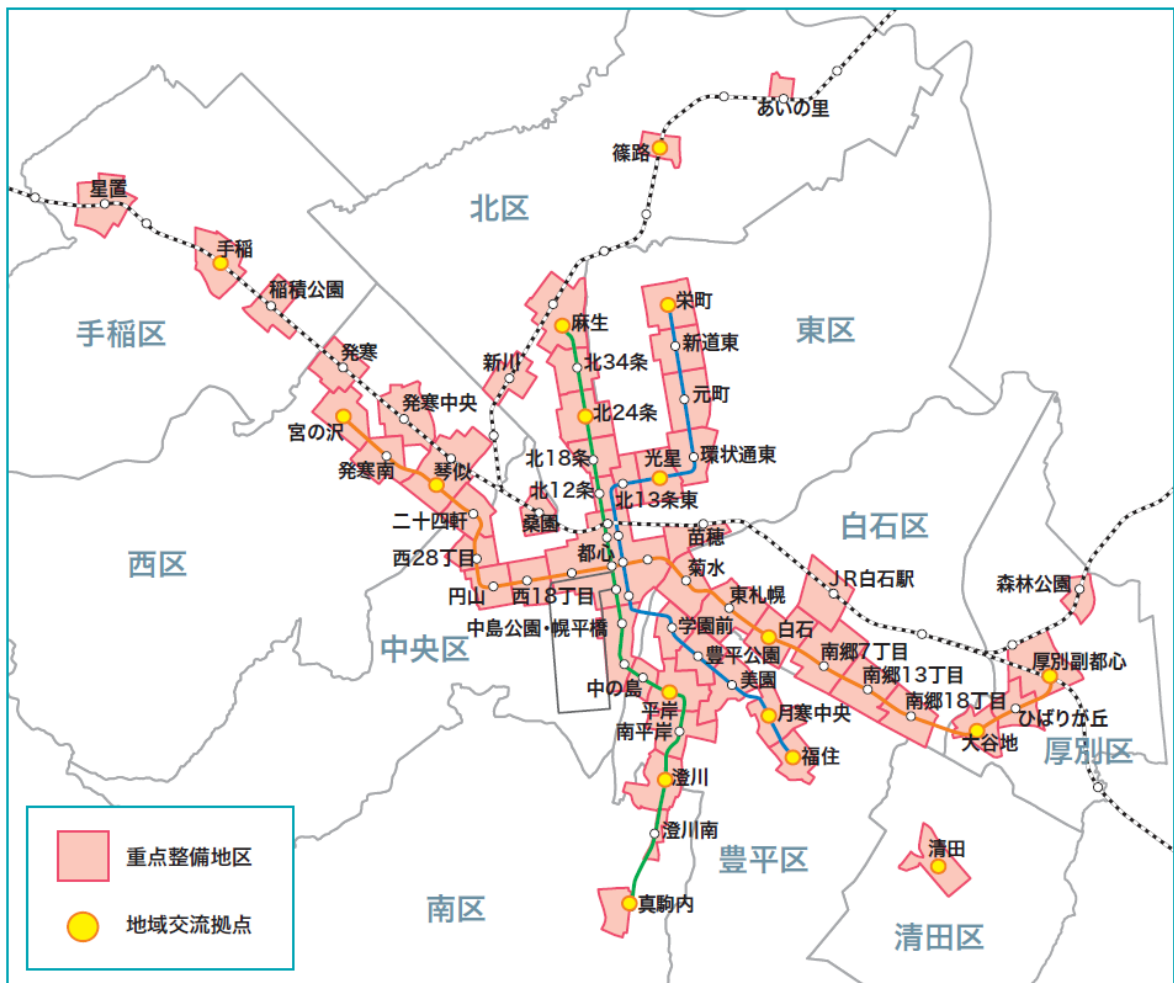 あいの里
篠路
星置
北区
手稲
稲積公園
栄町
手稲区
麻生
東区
新道東
発寒
新川
北34条
元町
発寒中央
北24条
宮の沢
発寒南
琴似
北18条
光星
環状通東
北12条
北13条東
二十四軒
桑園
苗穂
白石区
西28丁目
都心
西区
菊水
JR白石駅
森林公園
円山
西18丁目
東札幌
中島公園・幌平橋
学園前
白石
中央区
豊平公園
南郷7丁目
厚別副都心
中の島
美園
南郷13丁目
平岸
月寒中央
南郷18丁目
ひばりが丘
南平岸
大谷地
厚別区
福住
澄川
澄川南
重点整備地区
豊平区
清田
南区
真駒内
地域交流拠点
清田区